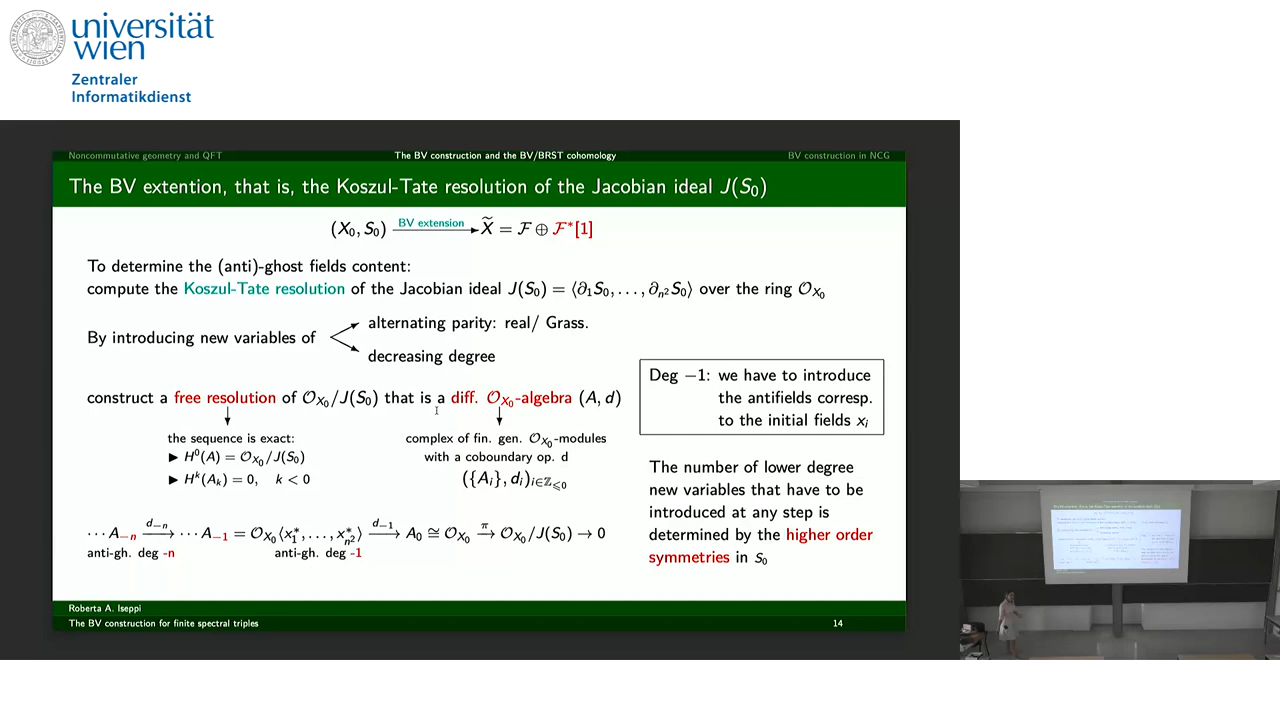 universität
wien
Zentraler
Informatikdienst
Noncommutative geometry and QFT The BV construction and the BV/BRST cohomology BV construction in NCG
The BV extention, that is, the Koszul-Tate resolution of the Jacobian ideal J(S₀)
(X₀, S₀) —BV extension→ X̃ = ℱ ⊕ ℱ*[1]
To determine the (anti)-ghost fields content:
compute the Koszul-Tate resolution of the Jacobian ideal J(S₀) = ⟨∂₁S₀, . . . , ∂ₙ²S₀⟩ over the ring 𝒪_X₀
By introducing new variables of
alternating parity: real/ Grass.
decreasing degree
construct a free resolution of 𝒪_X₀/J(S₀) that is a diff. 𝒪_X₀-algebra (A, d)
the sequence is exact:
▶ H⁰(A) = 𝒪_X₀/J(S₀)
▶ Hᵏ(Aₖ) = 0, k < 0
complex of fin. gen. 𝒪_X₀-modules
with a coboundary op. d
({Aᵢ}, dᵢ)_{i∈ℤ⩽₀}
· · · A₋ₙ —d₋ₙ→ · · · A₋₁ = 𝒪_X₀⟨x₁*, . . . , xₙ²*⟩ —d₋₁→ A₀ ≅ 𝒪_X₀ —π→ 𝒪_X₀/J(S₀) → 0
anti-gh. deg -n anti-gh. deg -1
Deg −1: we have to introduce
the antifields corresp.
to the initial fields xᵢ
The number of lower degree
new variables that have to be
introduced at any step is
determined by the higher order
symmetries in S₀
Roberta A. Iseppi
The BV construction for finite spectral triples 14